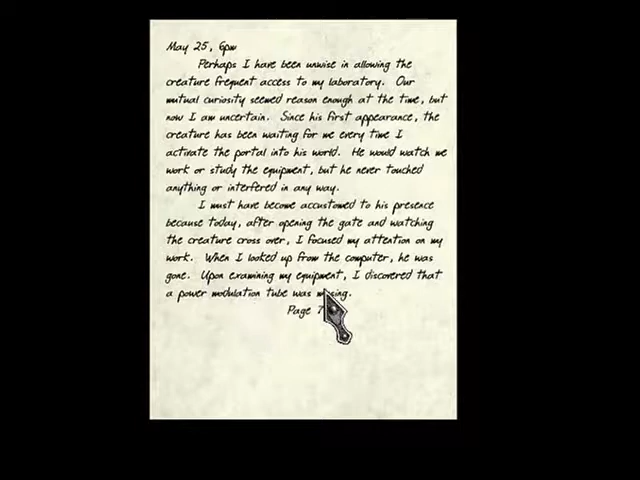 May 25, 6pm
Perhaps I have been unwise in allowing the
creature frequent access to my laboratory. Our
mutual curiosity seemed reason enough at the time, but
now I am uncertain. Since his first appearance, the
creature has been waiting for me every time I
activate the portal into his world. He would watch me
work or study the equipment, but he never touched
anything or interfered in any way.
I must have become accustomed to his presence
because today, after opening the gate and watching
the creature cross over, I focused my attention on my
work. When I looked up from the computer, he was
gone. Upon examining my equipment, I discovered that
a power modulation tube was missing.
Page 7